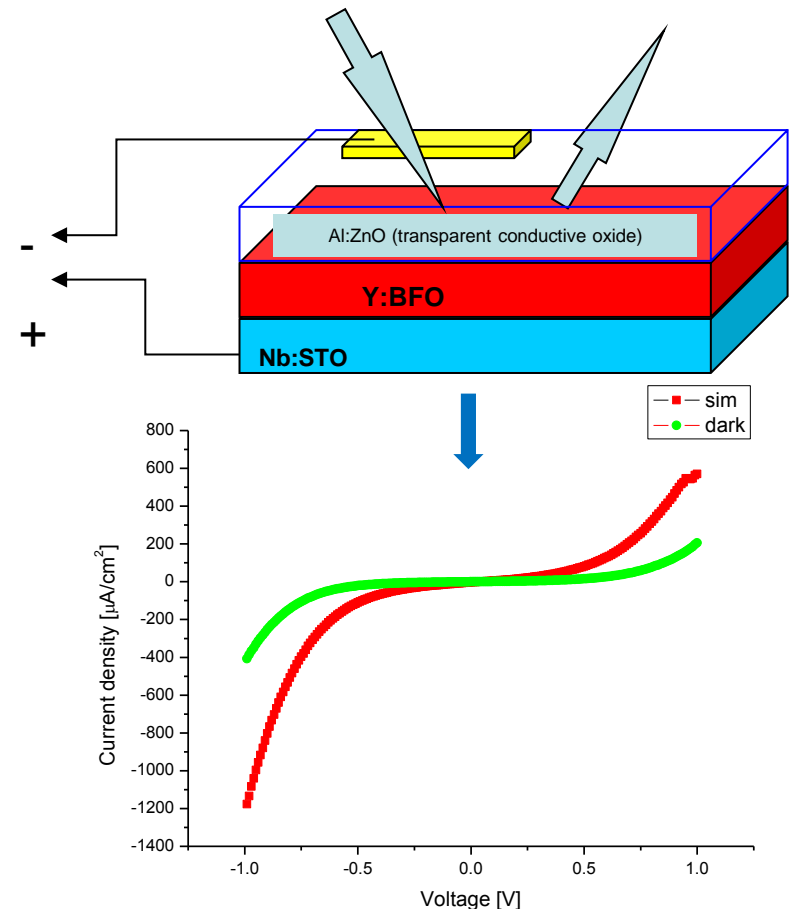 Al:ZnO (transparent conductive oxide)
-
Y:BFO
+
Nb:STO
sim
dark
800
600
400
200
0
-200
-400
-600
-800
-1000
-1200
-1400
Current density [μA/cm²]
-1.0 -0.5 0.0 0.5 1.0
Voltage [V]